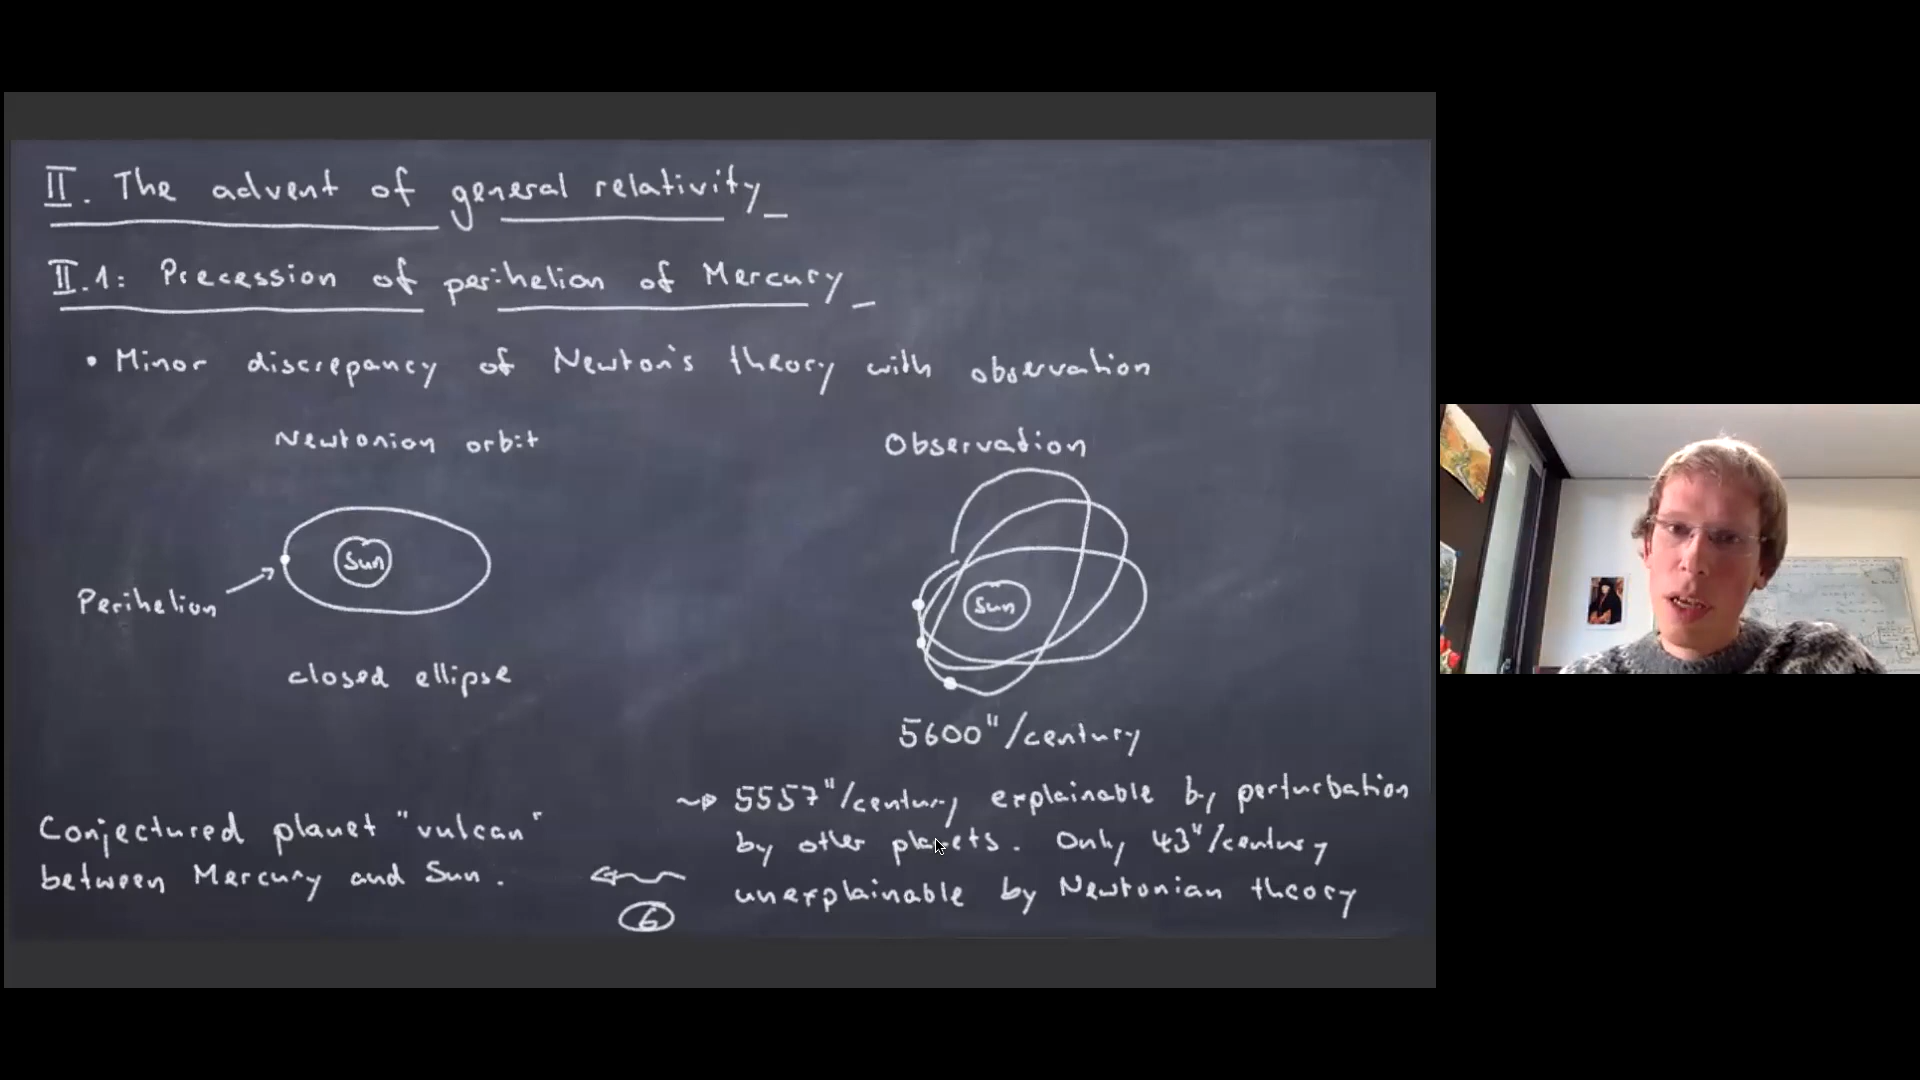 II. The advent of general relativity_
II.1: Precession of perihelion of Mercury_
• Minor discrepancy of Newton's theory with observation
Newtonian orbit
Observation
Sun
Sun
Perihelion
closed ellipse
5600"/century
5557"/century explainable by perturbation
by other planets. Only 43"/century
unexplainable by Newtonian theory
Conjectured planet "vulcan"
between Mercury and Sun.
6